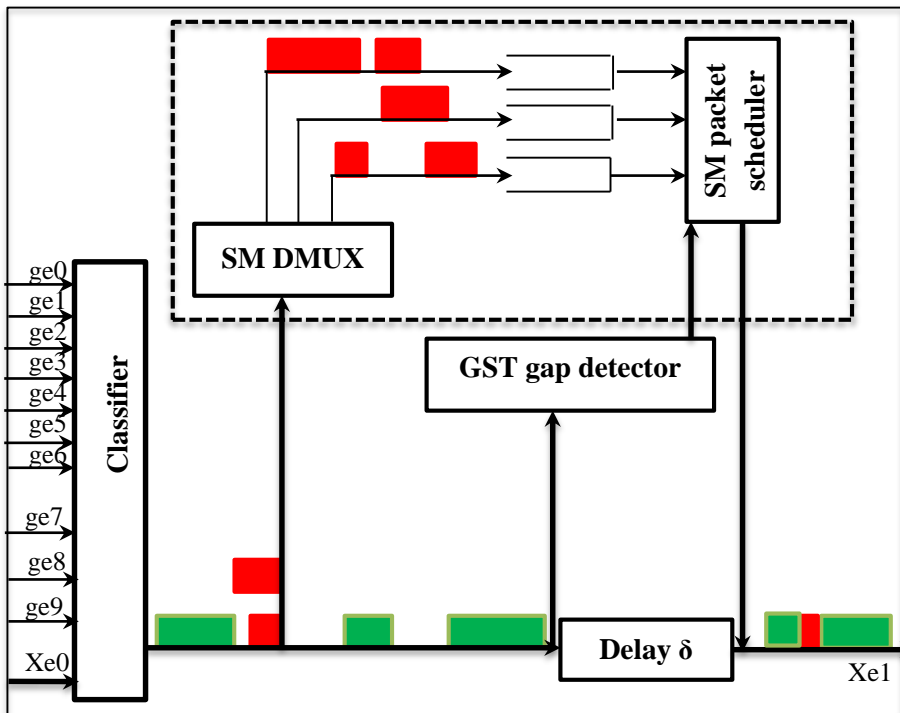 SM packet
scheduler
SM DMUX
GST gap detector
Classifier
ge0
ge1
ge2
ge3
ge4
ge5
ge6
ge7
ge8
ge9
Xe0
Delay δ
Xe1